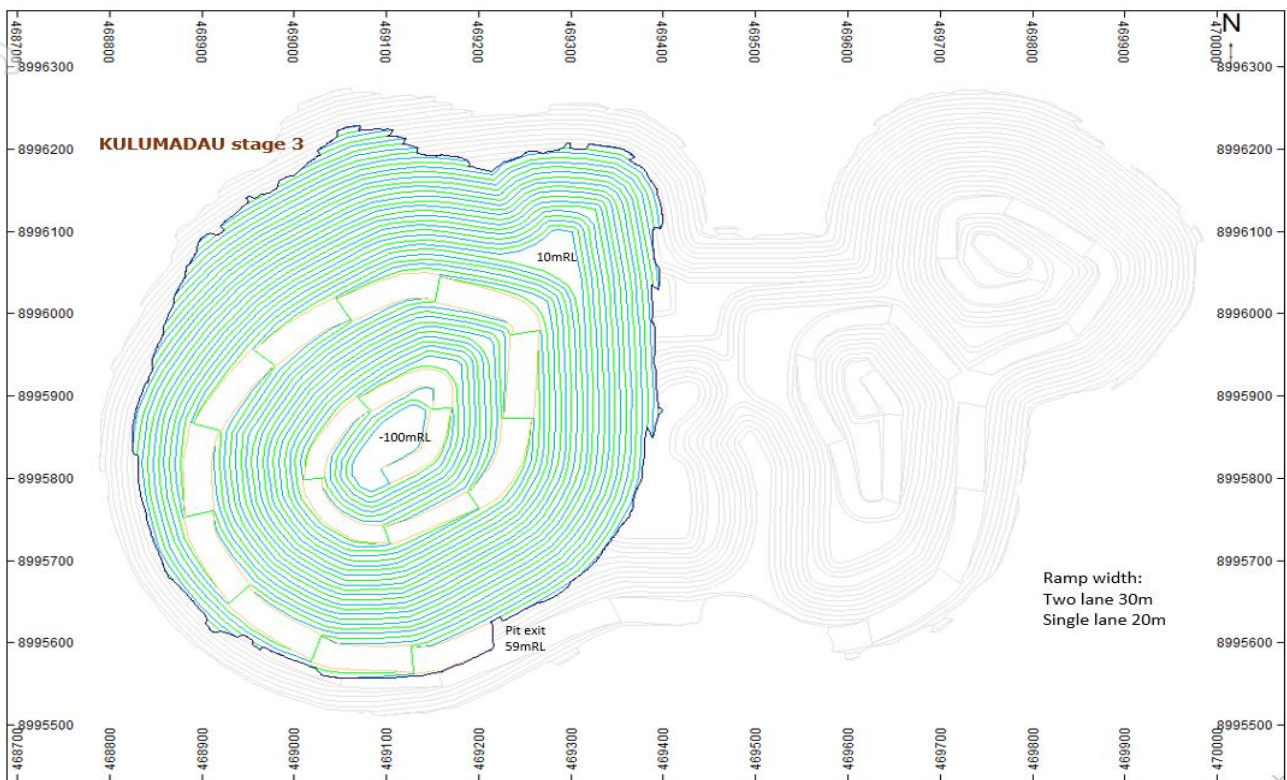 468700 468800 468900 469000 469100 469200 469300 469400 469500 469600 469700 469800 469900 470000
N
8996300 8996300
KULUMADAU stage 3
8996200 8996200
8996100 8996100
10mRL
8996000 8996000
8995900 8995900
-100mRL
8995800 8995800
8995700 8995700
Ramp width:
Two lane 30m
Single lane 20m
Pit exit
59mRL
8995600 8995600
8995500 8995500
468700 468800 468900 469000 469100 469200 469300 469400 469500 469600 469700 469800 469900 470000